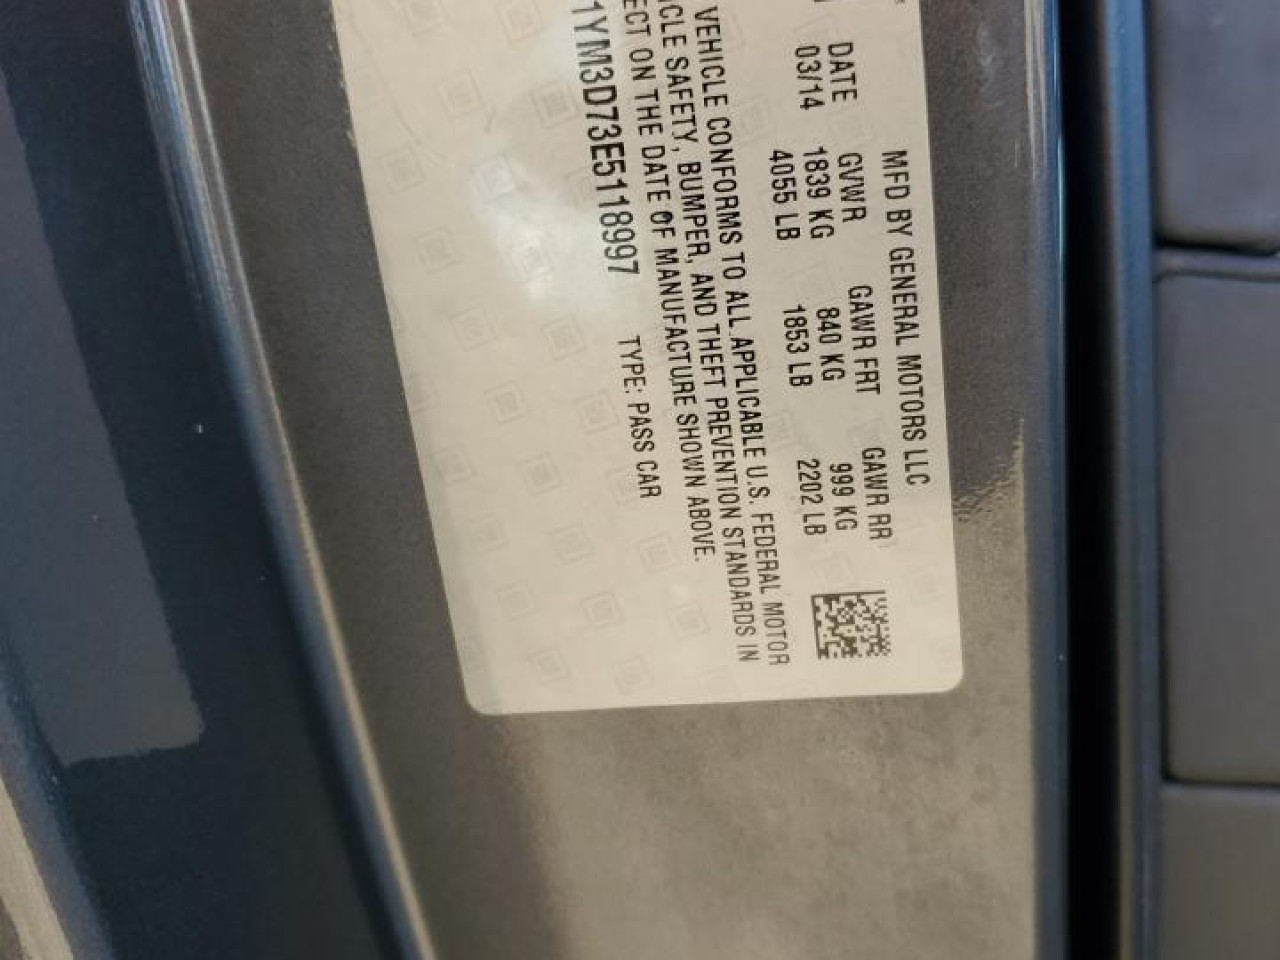 MFD BY GENERAL MOTORS LLC
DATE GVWR GAWR FRT GAWR RR
03/14 1839 KG 840 KG 999 KG
4055 LB 1853 LB 2202 LB
VEHICLE CONFORMS TO ALL APPLICABLE U.S. FEDERAL MOTOR
CLE SAFETY, BUMPER, AND THEFT PREVENTION STANDARDS IN
ECT ON THE DATE OF MANUFACTURE SHOWN ABOVE.
1YM3D73E5118997 TYPE: PASS CAR